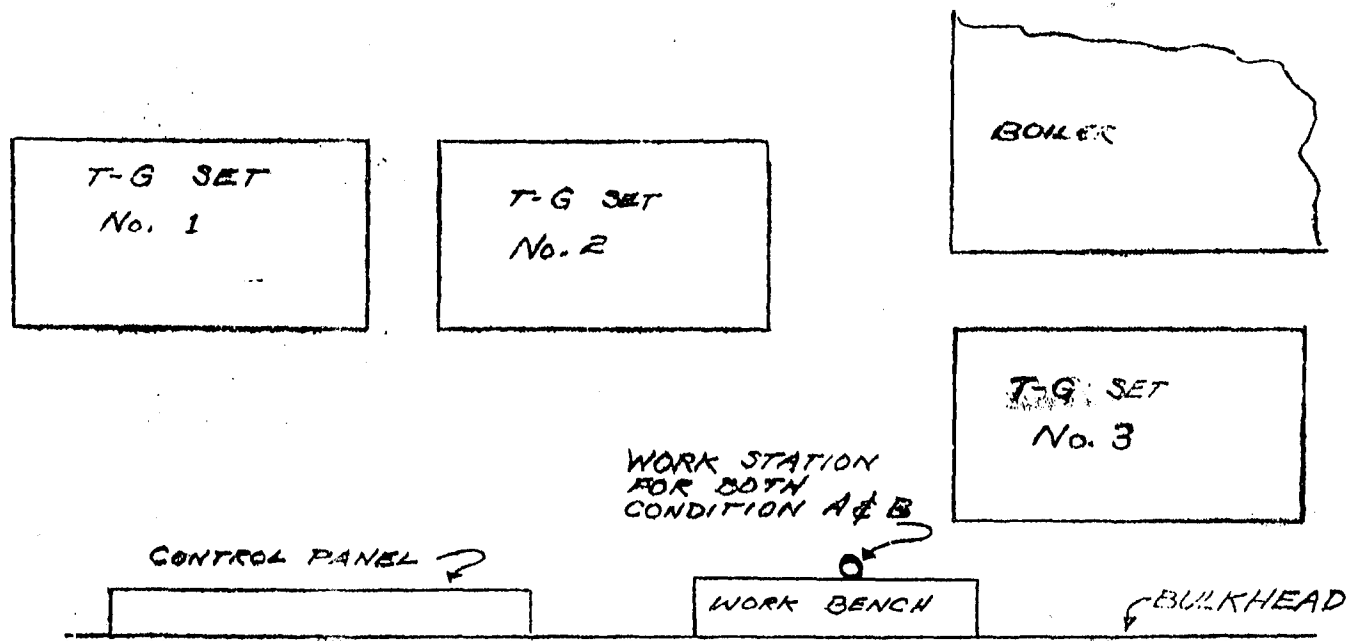 BOILER
T-G SET
No. 1
T-G SET
No. 2
T-G SET
No. 3
WORK STATION
FOR BOTH
CONDITION A & B
CONTROL PANEL
WORK BENCH
BULKHEAD